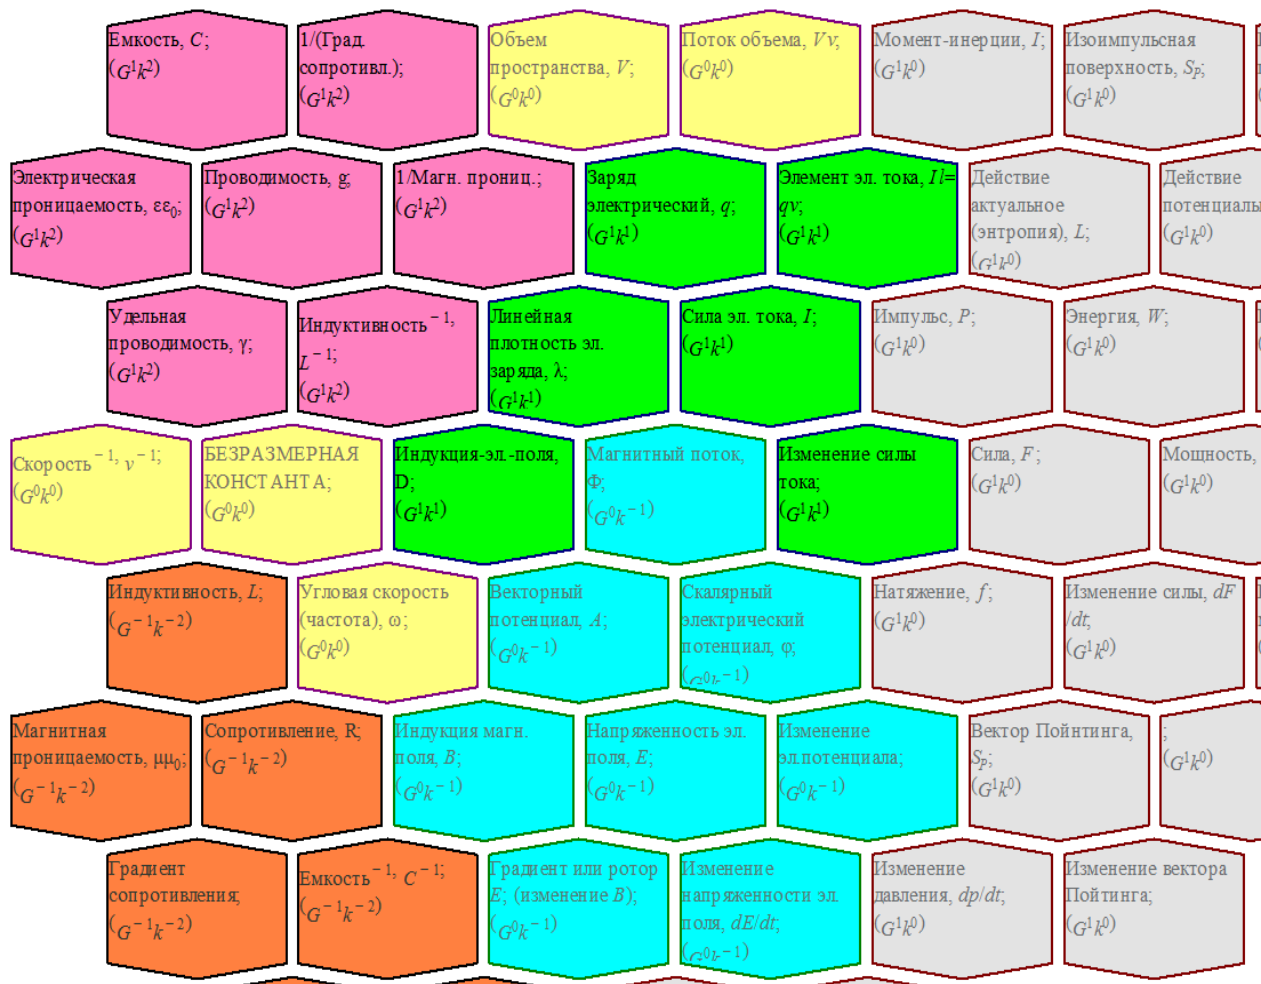 Емкость, C;
(G¹k²)
1/(Град.
сопротивл.);
(G¹k²)
Объем
пространства, V;
(G⁰k⁰)
Поток объема, Vv;
(G⁰k⁰)
Момент-инерции, I;
(G¹k⁰)
Изоимпульсная
поверхность, Sₚ;
(G¹k⁰)
Электрическая
проницаемость, εε₀;
(G¹k²)
Проводимость, g;
(G¹k²)
1/Магн. прониц.;
(G¹k²)
Заряд
электрический, q;
(G¹k¹)
Элемент эл. тока, Il=
qv;
(G¹k¹)
Действие
актуальное
(энтропия), L;
(G¹k⁰)
Действие
(G¹k⁰)
Удельная
проводимость, γ;
(G¹k²)
Индуктивность⁻¹,
L⁻¹;
(G¹k²)
Линейная
плотность эл.
заряда, λ;
(G¹k¹)
Сила эл. тока, I;
(G¹k¹)
Импульс, P;
(G¹k⁰)
Энергия, W;
(G¹k⁰)
Скорость⁻¹, v⁻¹;
(G⁰k⁰)
БЕЗРАЗМЕРНАЯ
КОНСТАНТА;
(G⁰k⁰)
Индукция-эл.-поля,
D;
(G¹k¹)
Магнитный поток,
Φ;
(G⁰k⁻¹)
Изменение силы
тока;
(G¹k¹)
Сила, F;
(G¹k⁰)
Мощность,
(G¹k⁰)
Индуктивность, L;
(G⁻¹k⁻²)
Угловая скорость
(частота), ω;
(G⁰k⁰)
Векторный
потенциал, A;
(G⁰k⁻¹)
Скалярный
электрический
потенциал, φ;
(G⁰k⁻¹)
Натяжение, f;
(G¹k⁰)
Изменение силы, dF
/dt;
(G¹k⁰)
Магнитная
проницаемость, μμ₀;
(G⁻¹k⁻²)
Сопротивление, R;
(G⁻¹k⁻²)
Индукция магн.
поля, B;
(G⁰k⁻¹)
Напряженность эл.
поля, E;
(G⁰k⁻¹)
Изменение
эл.потенциала;
(G⁰k⁻¹)
Вектор Пойнтинга,
Sₚ;
(G¹k⁰)
;
(G¹k⁰)
Градиент
сопротивления;
(G⁻¹k⁻²)
Емкость⁻¹, C⁻¹;
(G⁻¹k⁻²)
Градиент или ротор
E; (изменение B);
(G⁰k⁻¹)
Изменение
напряженности эл.
поля, dE/dt;
(G⁰k⁻¹)
Изменение
давления, dp/dt;
(G¹k⁰)
Изменение вектора
Пойтинга;
(G¹k⁰)